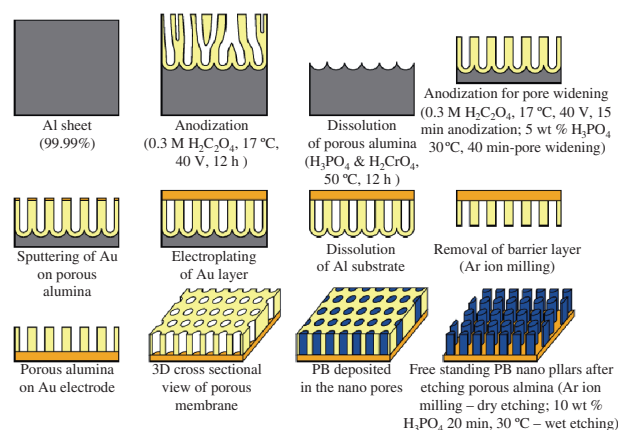 Al sheet
(99.99%)
Anodization
(0.3 M H₂C₂O₄, 17 ºC,
40 V, 12 h )
Dissolution
of porous alumina
(H₃PO₄ & H₂CrO₄,
50 ºC, 12 h )
Anodization for pore widening
(0.3 M H₂C₂O₄, 17 ºC, 40 V, 15
min anodization; 5 wt % H₃PO₄
30ºC, 40 min-pore widening)
Sputtering of Au
on porous
alumina
Electroplating
of Au layer
Dissolution
of Al substrate
Removal of barrier layer
(Ar ion milling)
Porous alumina
on Au electrode
3D cross sectional
view of porous
membrane
PB deposited
in the nano pores
Free standing PB nano pllars after
etching porous almina (Ar ion
milling – dry etching; 10 wt %
H₃PO₄ 20 min, 30 ºC – wet etching)